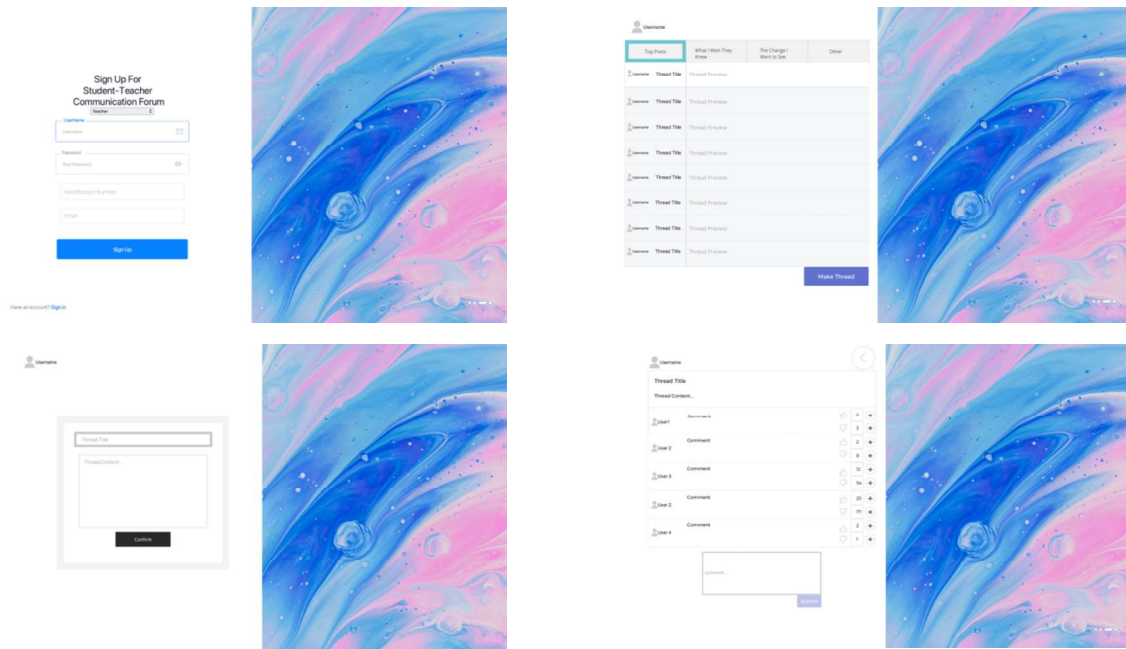 Sign Up For
Student-Teacher
Communication Forum
Teacher
Username
Username
Password
Your Password
Identification Number
Email
Sign Up
Have an account? Sign in
Username
Top Posts
What I Wish They
Know
The Change I
Want to See
Other
Username Thread Title Thread Preview
Username Thread Title Thread Preview
Username Thread Title Thread Preview
Username Thread Title Thread Preview
Username Thread Title Thread Preview
Username Thread Title Thread Preview
Username Thread Title Thread Preview
Username Thread Title Thread Preview
Make Thread
Username
Thread Title
Thread Content...
Confirm
Username
Thread Title
Thread Content...
User1
Comment
+
3 +
User 2
Comment
2 +
8 +
User 3
Comment
12 +
54 +
User 2
Comment
23 +
77 +
User 4
Comment
2 +
1 +
comment...
Submit